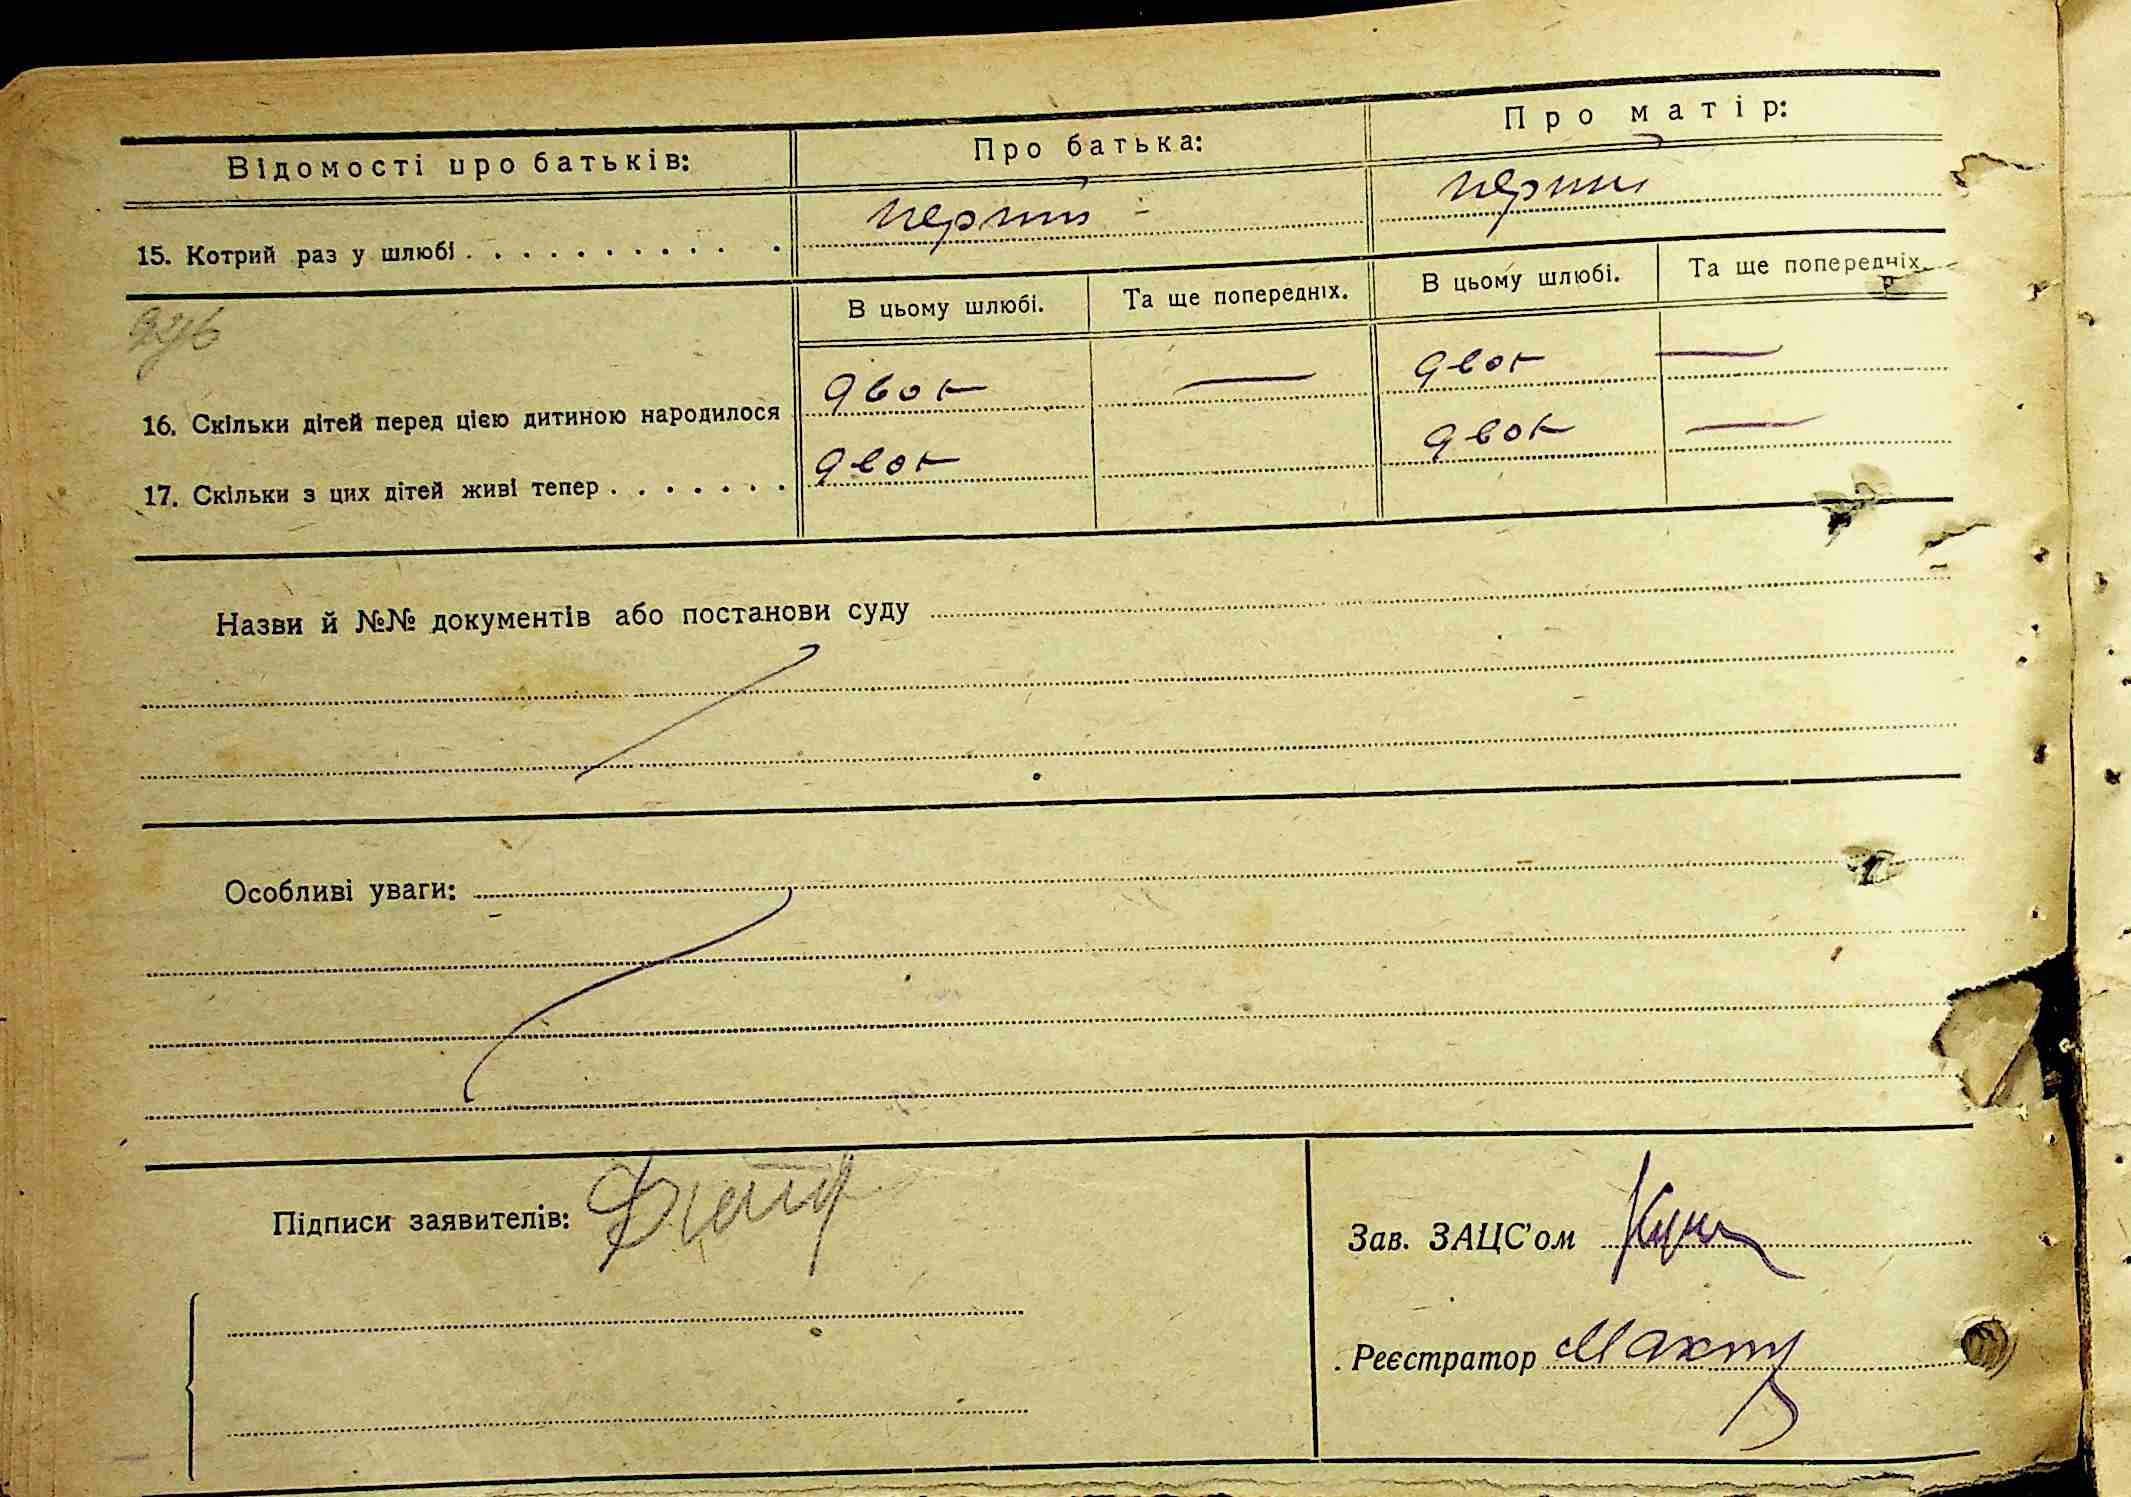 Відомості про батьків: Про батька: Про матір:
15. Котрий раз у шлюбі . . . . . . . . . . . перший - перший
В цьому шлюбі. Та ще попередніх. В цьому шлюбі. Та ще попередніх.
16. Скільки дітей перед цією дитиною народилося двох — двох —
17. Скільки з цих дітей живі тепер . . . . . . . двох двох —
Назви й №№ документів або постанови суду
Особливі уваги:
Підписи заявителів:
Зав. ЗАЦС'ом
Реєстратор